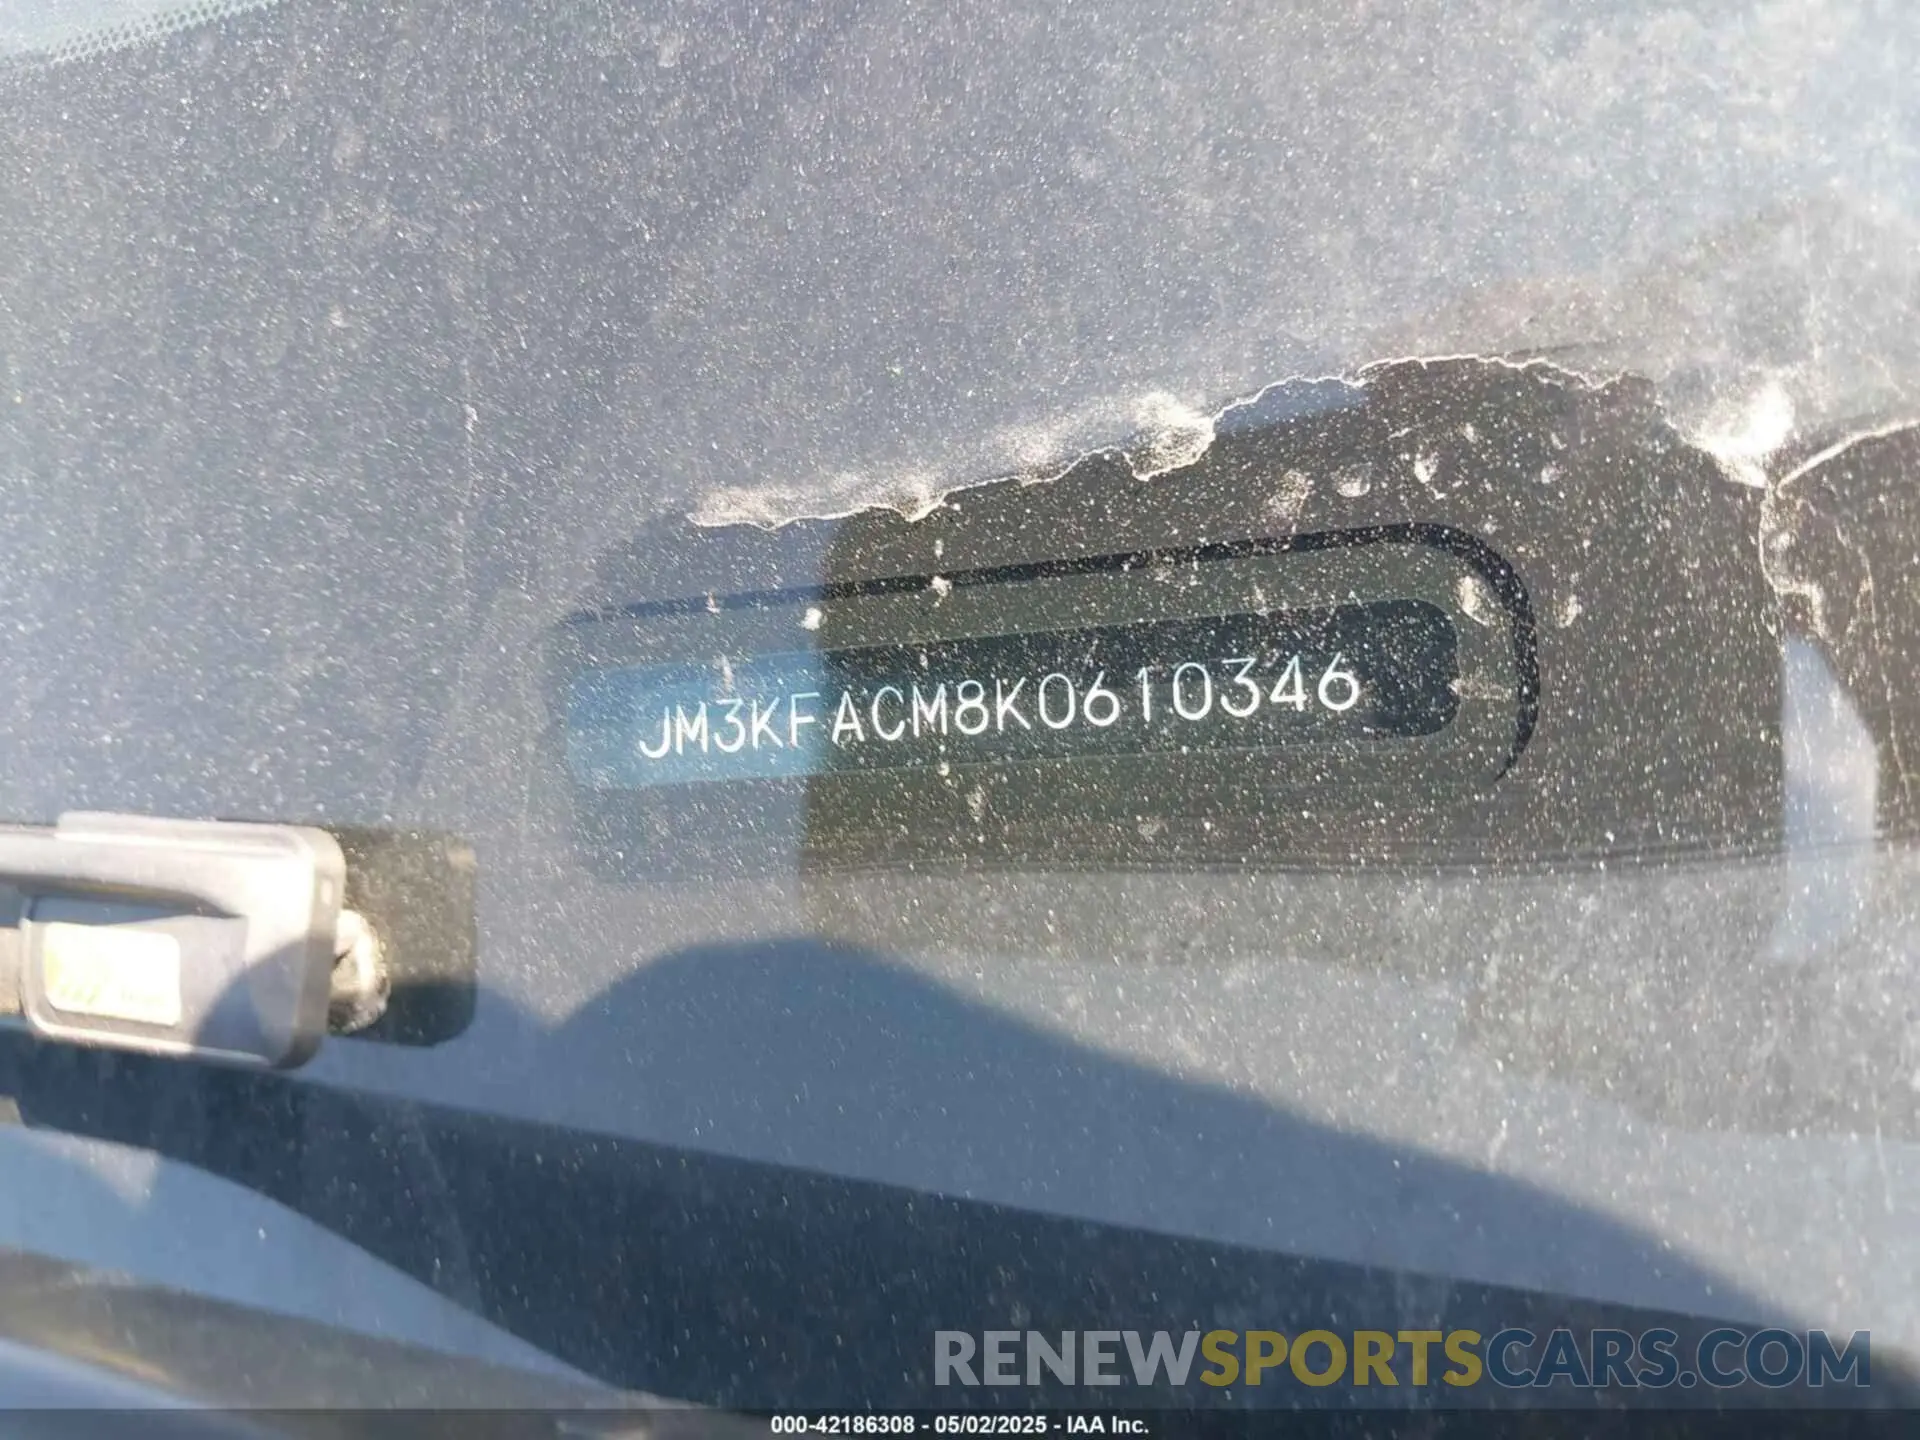 JM3KFACM8K0610346
RENEWSPORTSCARS.COM
000-42186308 - 05/02/2025 - IAA Inc.